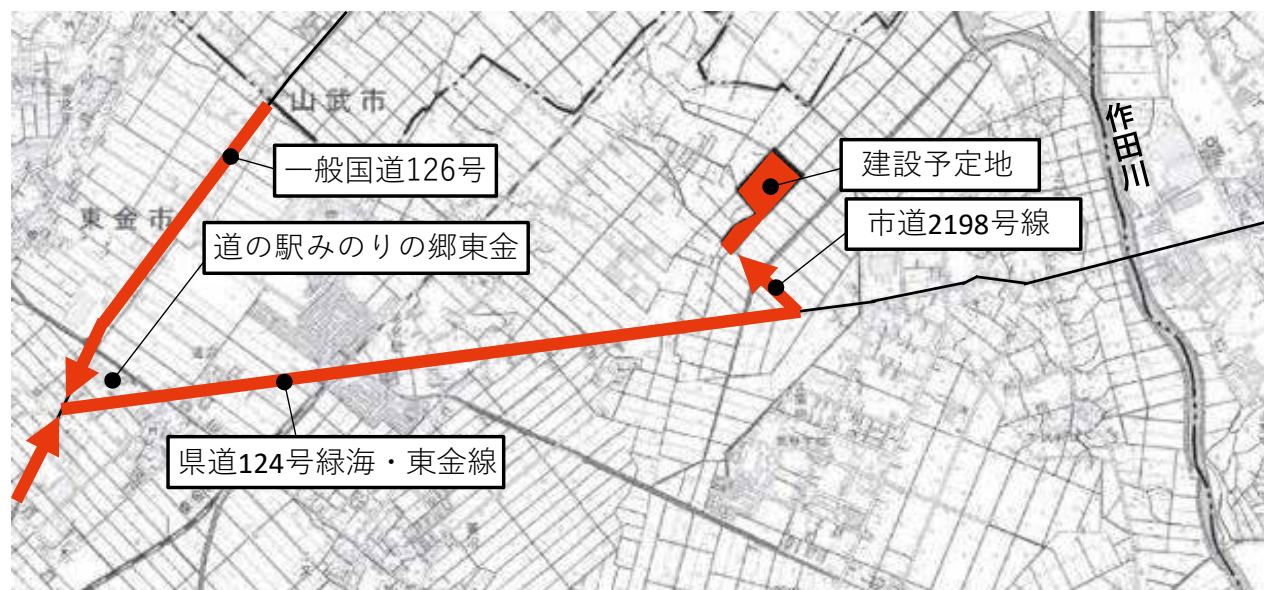 山武市
一般国道126号
建設予定地
作田川
東金市
市道2198号線
道の駅みのりの郷東金
県道124号緑海・東金線